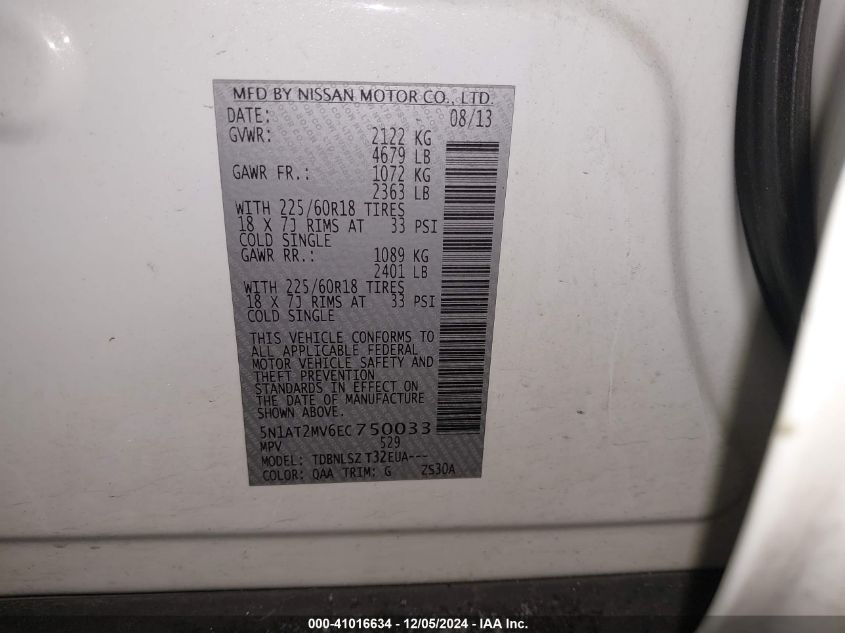 MFD BY NISSAN MOTOR CO., LTD.
DATE: 08/13
GVWR: 2122 KG
4679 LB
GAWR FR.: 1072 KG
2363 LB
WITH 225/60R18 TIRES
18 X 7J RIMS AT 33 PSI
COLD SINGLE
GAWR RR.: 1089 KG
2401 LB
WITH 225/60R18 TIRES
18 X 7J RIMS AT 33 PSI
COLD SINGLE
THIS VEHICLE CONFORMS TO
ALL APPLICABLE FEDERAL
MOTOR VEHICLE SAFETY AND
THEFT PREVENTION
STANDARDS IN EFFECT ON
THE DATE OF MANUFACTURE
SHOWN ABOVE.
5N1AT2MV6EC750033
MPV 529
MODEL: TDBNLSZ T32EUA---
COLOR: QAA TRIM: G ZS30A
000-41016634 - 12/05/2024 - IAA Inc.